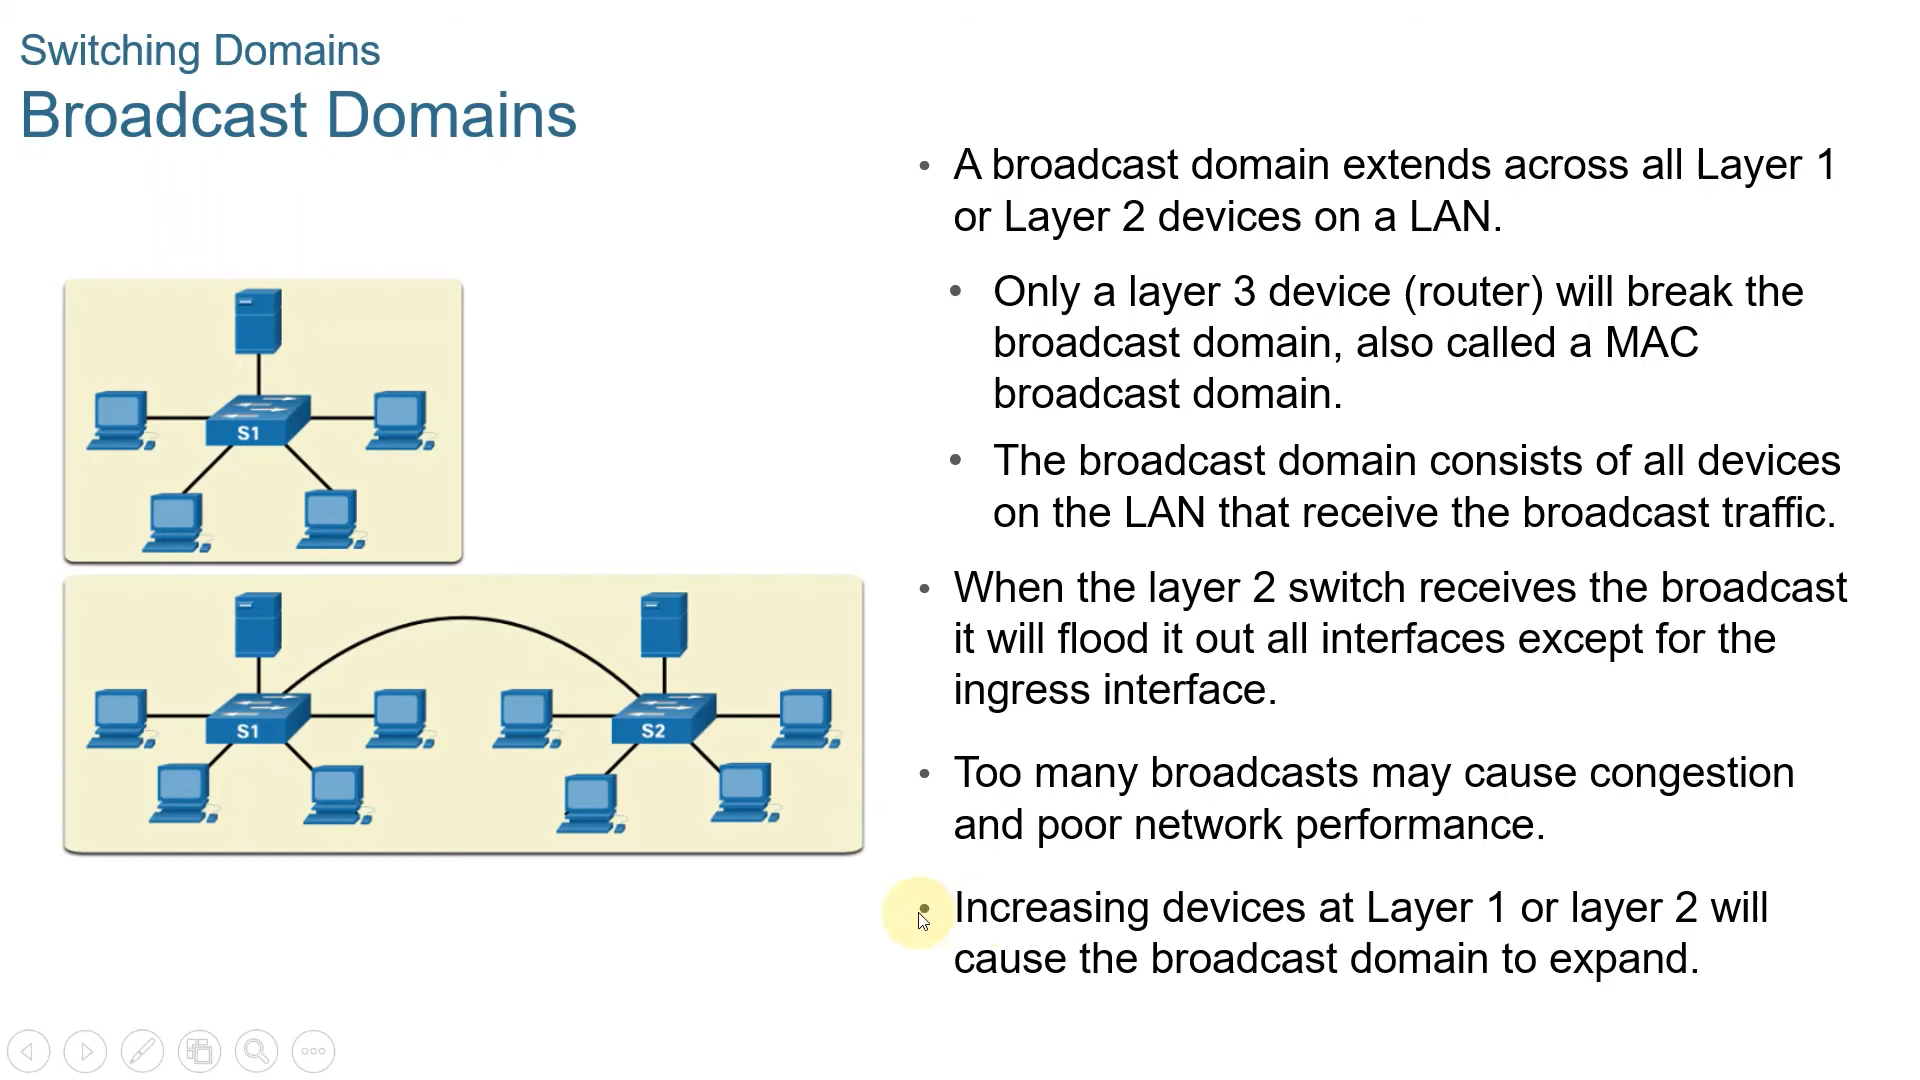 Switching Domains
Broadcast Domains
• A broadcast domain extends across all Layer 1
or Layer 2 devices on a LAN.
• Only a layer 3 device (router) will break the
broadcast domain, also called a MAC
broadcast domain.
• The broadcast domain consists of all devices
on the LAN that receive the broadcast traffic.
• When the layer 2 switch receives the broadcast
it will flood it out all interfaces except for the
ingress interface.
• Too many broadcasts may cause congestion
and poor network performance.
• Increasing devices at Layer 1 or layer 2 will
cause the broadcast domain to expand.
S1
S1
S2